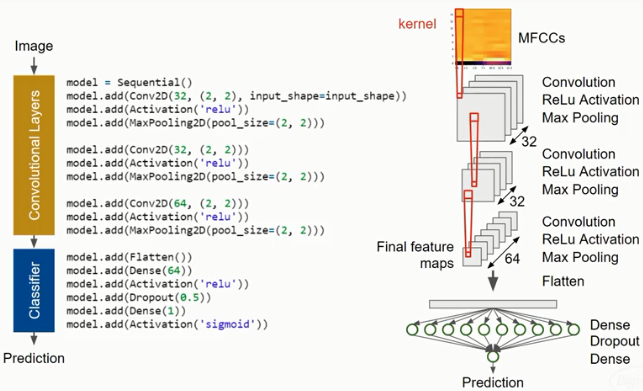 Image
Convolutional Layers
model = Sequential()
model.add(Conv2D(32, (2, 2), input_shape=input_shape))
model.add(Activation('relu'))
model.add(MaxPooling2D(pool_size=(2, 2)))
model.add(Conv2D(32, (2, 2)))
model.add(Activation('relu'))
model.add(MaxPooling2D(pool_size=(2, 2)))
model.add(Conv2D(64, (2, 2)))
model.add(Activation('relu'))
model.add(MaxPooling2D(pool_size=(2, 2)))
Classifier
model.add(Flatten())
model.add(Dense(64))
model.add(Activation('relu'))
model.add(Dropout(0.5))
model.add(Dense(1))
model.add(Activation('sigmoid'))
Prediction
kernel
MFCCs
Convolution
ReLu Activation
Max Pooling
32
Convolution
ReLu Activation
Max Pooling
32
Convolution
ReLu Activation
Max Pooling
64
Final feature
maps
Flatten
Dense
Dropout
Dense
Prediction